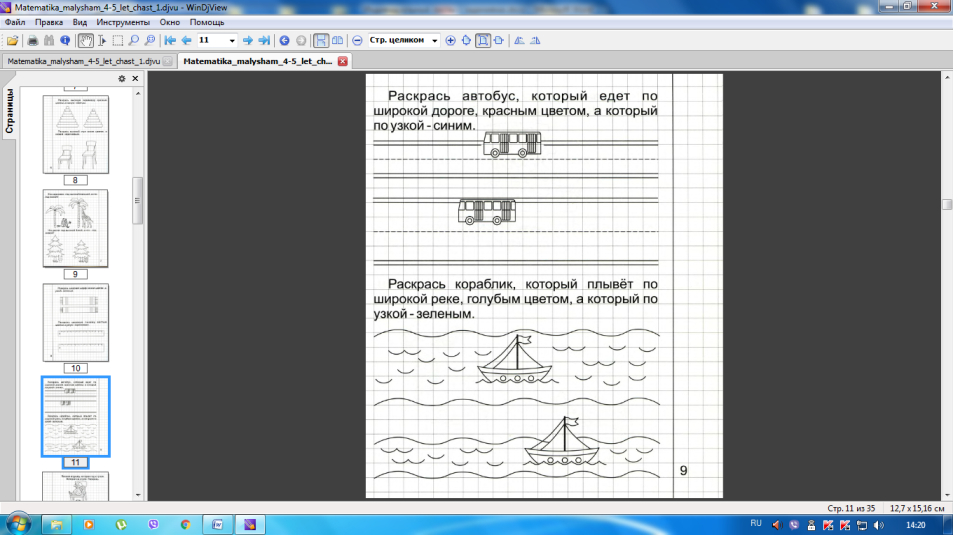 Matematika_malysham_4-5_let_chast_1.djvu - WinDjView
Файл Правка Вид Инструменты Окно Помощь
11 Стр. целиком
Matematika_malysham_4-5_let_chast_1.djvu Matematika_malysham_4-5_let_ch...
Страницы
8
9
10
11
Раскрась автобус, который едет по
широкой дороге, красным цветом, а который
по узкой - синим.
Раскрась кораблик, который плывёт по
широкой реке, голубым цветом, а который по
узкой - зеленым.
9
Стр. 11 из 35 12,7 x 15,16 см
RU 14:20